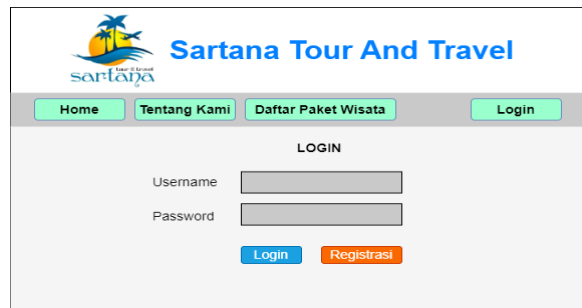 tour & travel
sartana
Sartana Tour And Travel
Home Tentang Kami Daftar Paket Wisata Login
LOGIN
Username
Password
Login Registrasi